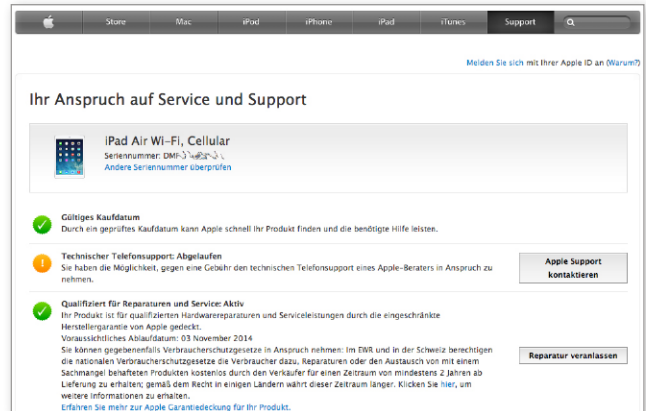 Store Mac iPod iPhone iPad iTunes Support
Melden Sie sich mit Ihrer Apple ID an (Warum?)
Ihr Anspruch auf Service und Support
iPad Air Wi-Fi, Cellular
Seriennummer: DMF
Andere Seriennummer überprüfen
Gültiges Kaufdatum
Durch ein geprüftes Kaufdatum kann Apple schnell Ihr Produkt finden und die benötigte Hilfe leisten.
Technischer Telefonsupport: Abgelaufen
Sie haben die Möglichkeit, gegen eine Gebühr den technischen Telefonsupport eines Apple-Beraters in Anspruch zu
nehmen.
Apple Support
kontaktieren
Qualifiziert für Reparaturen und Service: Aktiv
Ihr Produkt ist für qualifizierten Hardwarereparaturen und Serviceleistungen durch die eingeschränkte
Herstellergarantie von Apple gedeckt.
Voraussichtliches Ablaufdatum: 03 November 2014
Sie können gegebenenfalls Verbraucherschutzgesetze in Anspruch nehmen: Im EWR und in der Schweiz berechtigen
die nationalen Verbraucherschutzgesetze die Verbraucher dazu, Reparaturen oder den Austausch von mit einem
Sachmangel behafteten Produkten kostenlos durch den Verkäufer für einen Zeitraum von mindestens 2 Jahren ab
Lieferung zu erhalten; gemäß dem Recht in einigen Ländern währt dieser Zeitraum länger. Klicken Sie hier, um
weitere Informationen zu erhalten.
Erfahren Sie mehr zur Apple Garantiedeckung für Ihr Produkt.
Reparatur veranlassen